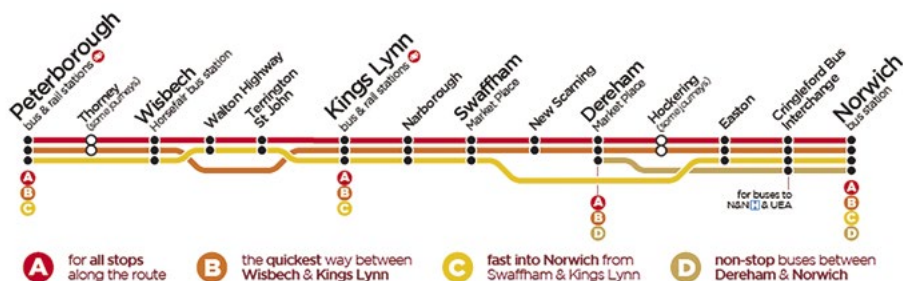 Peterborough
bus & rail stations
Thorney
(some journeys)
Wisbech
Horsefair bus station
Walton Highway
Terrington
St John
Kings Lynn
bus & rail stations
Narborough
Swaffham
Market Place
New Scarning
Dereham
Market Place
Hockering
(some journeys)
Easton
Cringleford Bus
Interchange
Norwich
bus station
A
B
C
A
B
C
A
B
D
for buses to
N&N H & UEA
A
B
C
D
A for all stops
along the route
B the quickest way between
Wisbech & Kings Lynn
C fast into Norwich from
Swaffham & Kings Lynn
D non-stop buses between
Dereham & Norwich